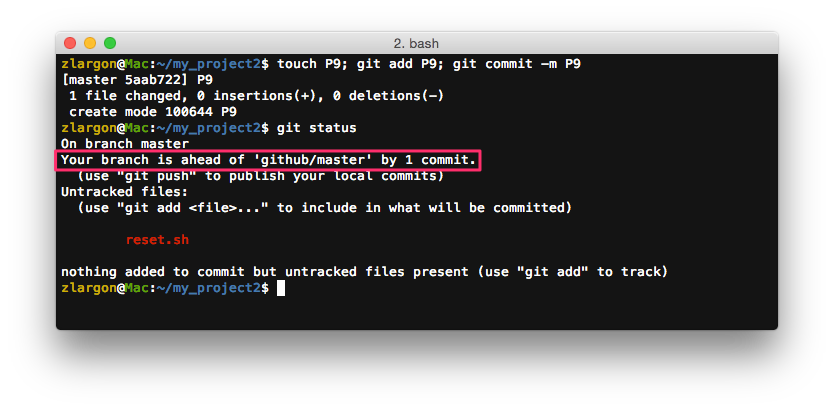 2. bash
zlargon@Mac:~/my_project2$ touch P9; git add P9; git commit -m P9
[master 5aab722] P9
 1 file changed, 0 insertions(+), 0 deletions(-)
 create mode 100644 P9
zlargon@Mac:~/my_project2$ git status
On branch master
Your branch is ahead of 'github/master' by 1 commit.
  (use "git push" to publish your local commits)
Untracked files:
  (use "git add <file>..." to include in what will be committed)
        reset.sh
nothing added to commit but untracked files present (use "git add" to track)
zlargon@Mac:~/my_project2$